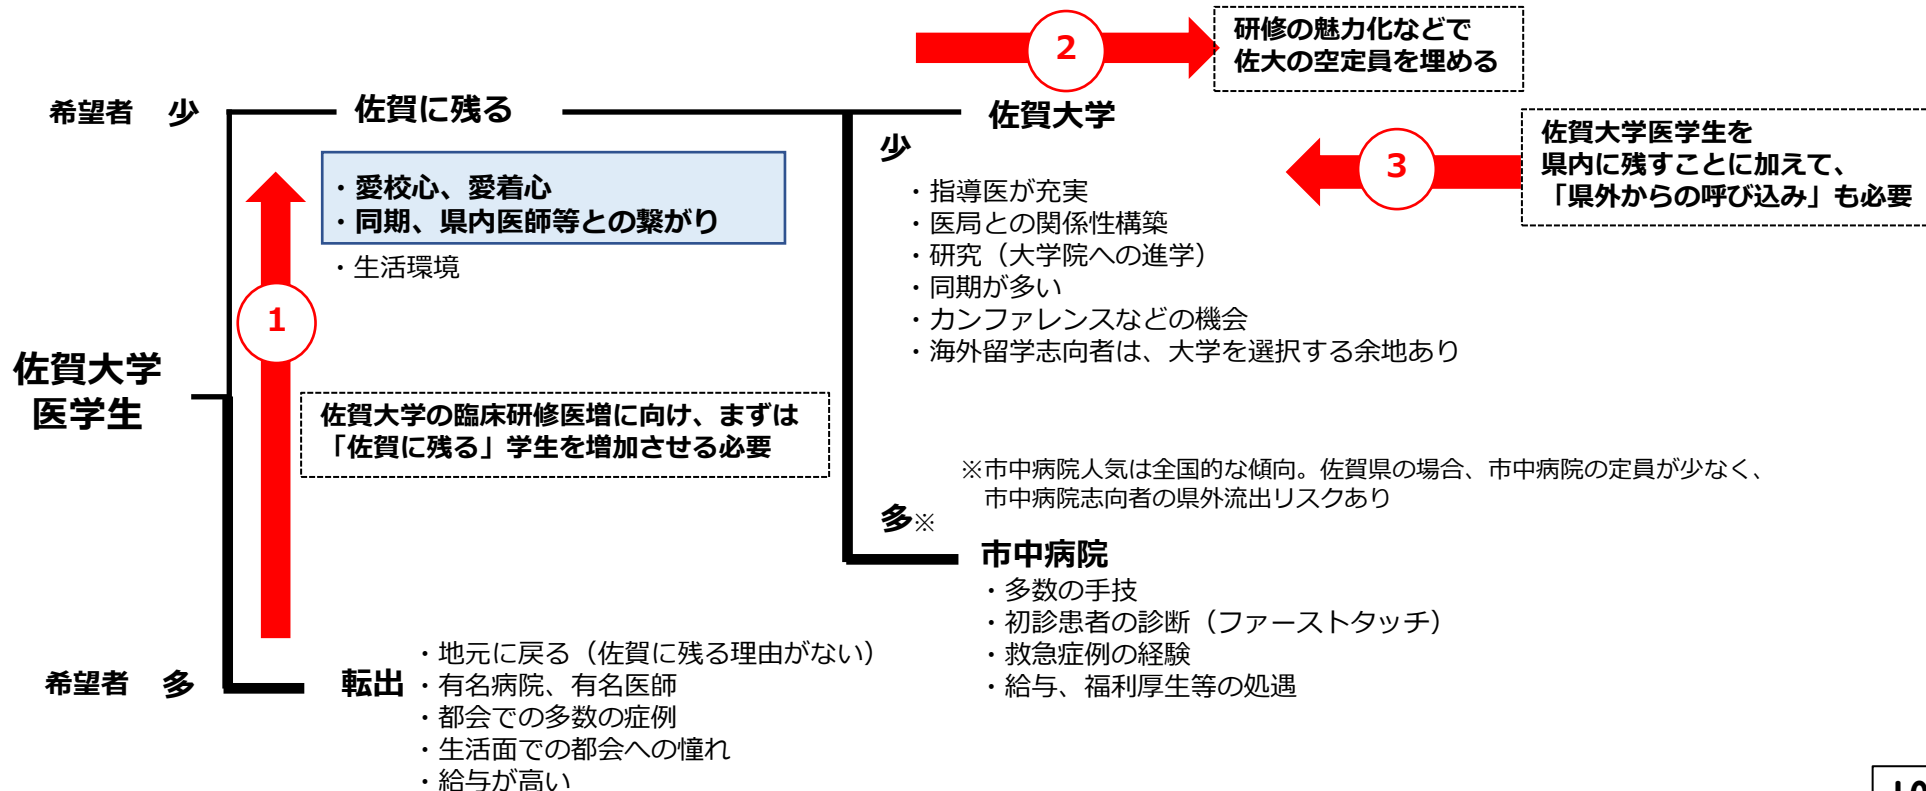 2
研修の魅力化などで
佐大の空定員を埋める
希望者 少
佐賀に残る
佐賀大学
少
3
佐賀大学医学生を
県内に残すことに加えて、
「県外からの呼び込み」も必要
・愛校心、愛着心
・同期、県内医師等との繋がり
・生活環境
・指導医が充実
・医局との関係性構築
・研究（大学院への進学）
・同期が多い
・カンファレンスなどの機会
・海外留学志向者は、大学を選択する余地あり
1
佐賀大学
医学生
佐賀大学の臨床研修医増に向け、まずは
「佐賀に残る」学生を増加させる必要
※市中病院人気は全国的な傾向。佐賀県の場合、市中病院の定員が少なく、
市中病院志向者の県外流出リスクあり
多※
市中病院
・多数の手技
・初診患者の診断（ファーストタッチ）
・救急症例の経験
・給与、福利厚生等の処遇
希望者 多
転出
・地元に戻る（佐賀に残る理由がない）
・有名病院、有名医師
・都会での多数の症例
・生活面での都会への憧れ
・給与が高い